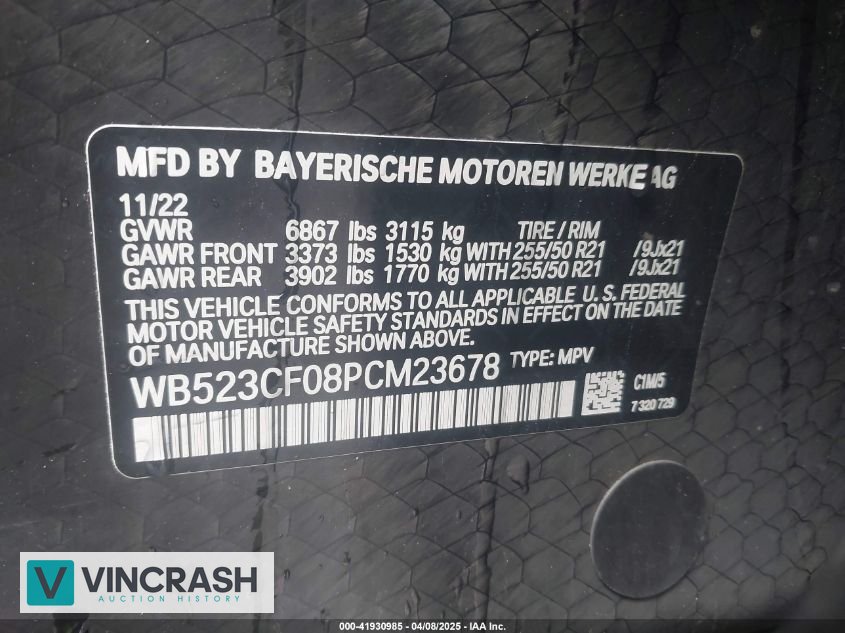 MFD BY BAYERISCHE MOTOREN WERKE AG
11/22
GVWR 6867 lbs 3115 kg TIRE / RIM
GAWR FRONT 3373 lbs 1530 kg WITH 255/50 R21 /9Jx21
GAWR REAR 3902 lbs 1770 kg WITH 255/50 R21 /9Jx21
THIS VEHICLE CONFORMS TO ALL APPLICABLE U. S. FEDERAL
MOTOR VEHICLE SAFETY STANDARDS IN EFFECT ON THE DATE
OF MANUFACTURE SHOWN ABOVE.
WB523CF08PCM23678 TYPE: MPV
C1M/5
7 320 729
V VINCRASH
AUCTION HISTORY
000-41930985 - 04/08/2025 - IAA Inc.